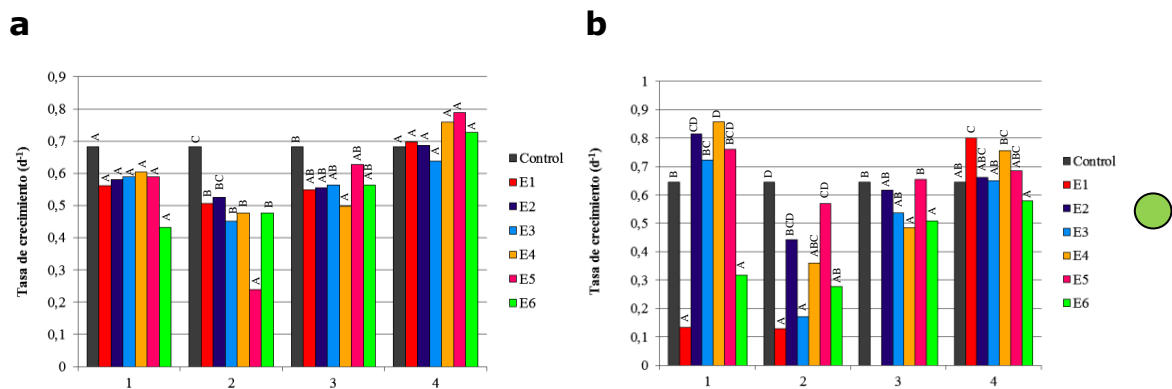 a
Tasa de crecimiento (d-1)
0,9
0,8
0,7
0,6
0,5
0,4
0,3
0,2
0,1
0
A A A A A A A
C B BC B B A B
B AB AB AB A AB AB
A A A A A A A
1 2 3 4
Control
E1
E2
E3
E4
E5
E6
b
Tasa de crecimiento (d-1)
1
0,9
0,8
0,7
0,6
0,5
0,4
0,3
0,2
0,1
0
B A CD BC D BCD A
D A BCD A ABC CD AB
B AB AB A B A
AB C ABC AB BC ABC A
1 2 3 4
Control
E1
E2
E3
E4
E5
E6